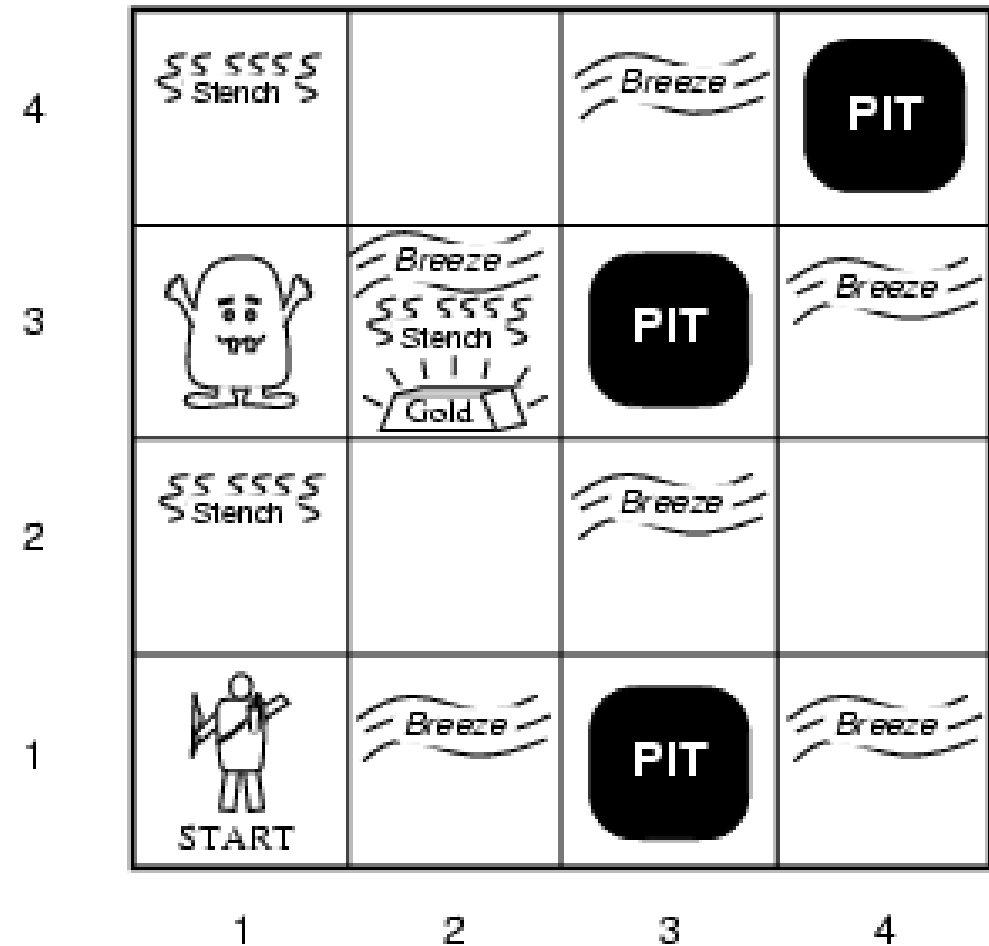 4
Stench
Breeze
PIT
3
Breeze
Stench
Gold
PIT
Breeze
2
Stench
Breeze
1
START
Breeze
PIT
Breeze
1 2 3 4